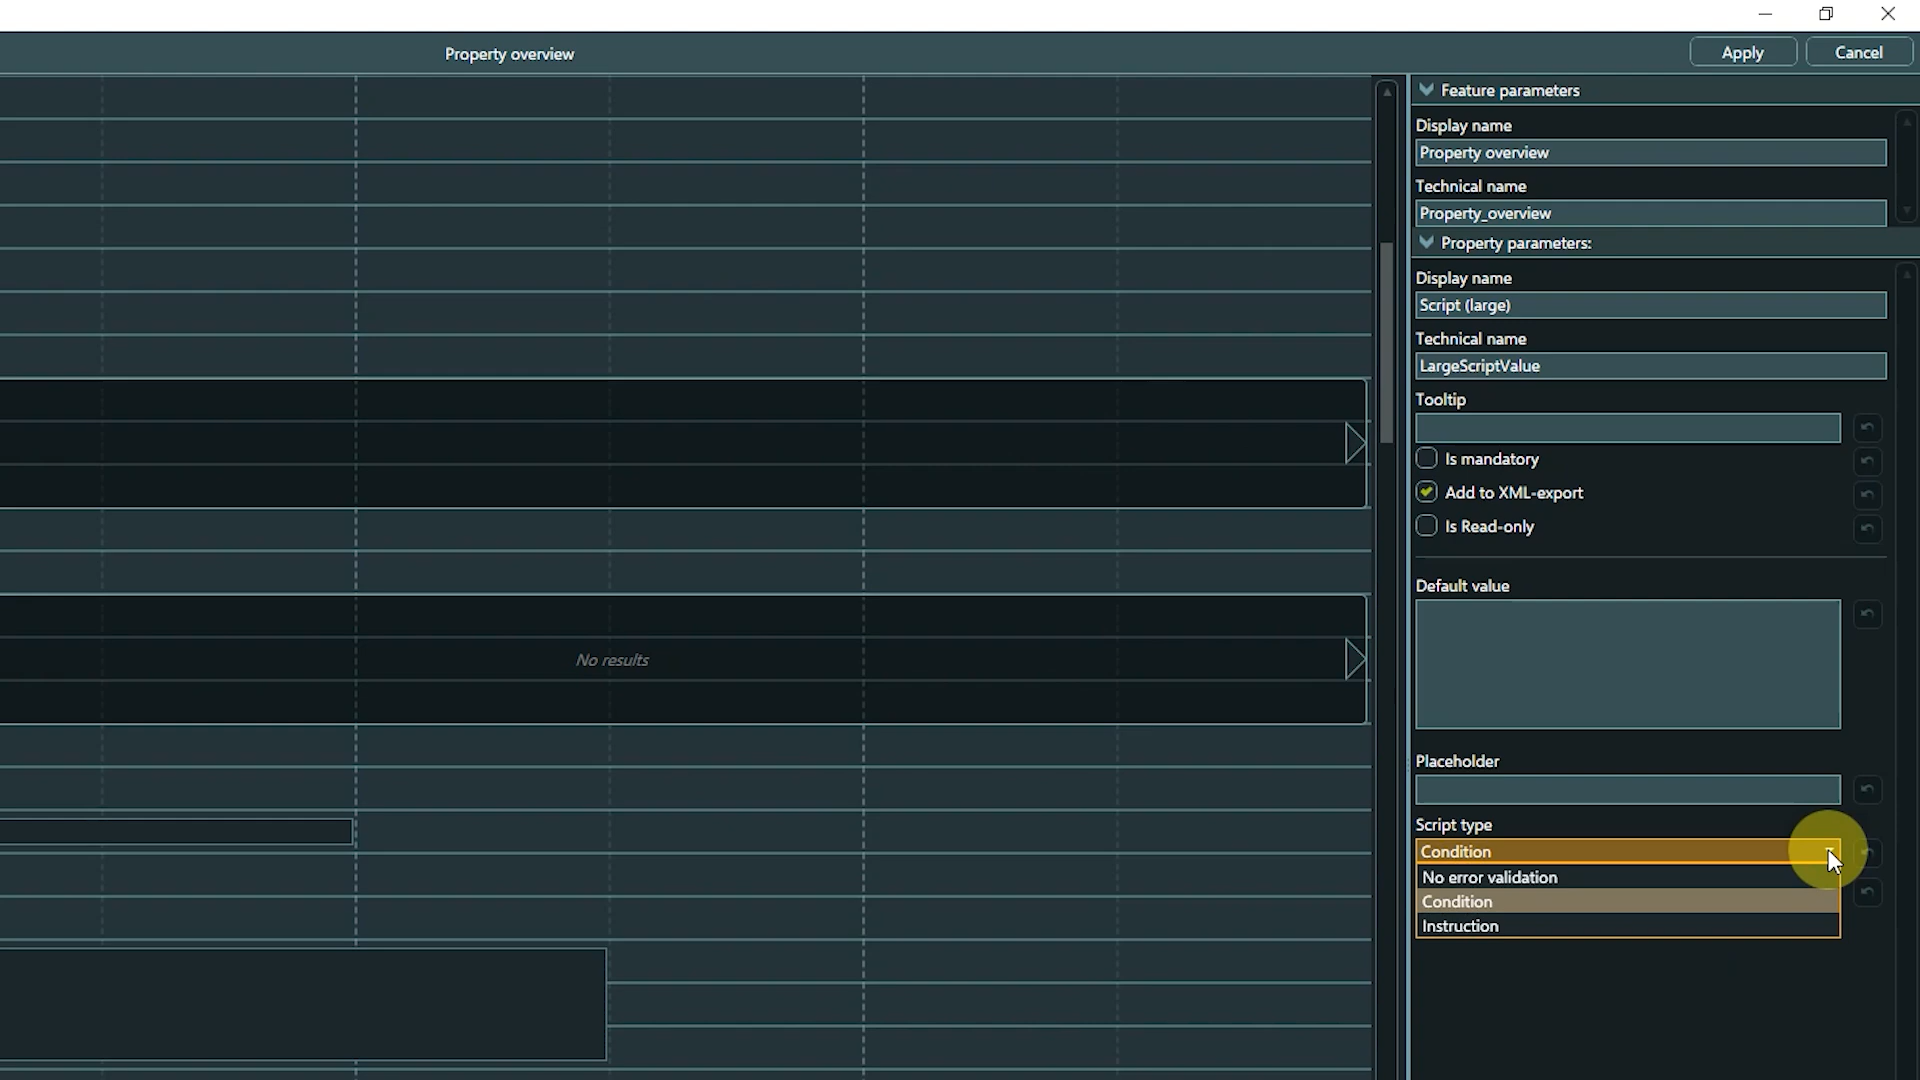 Property overview
Apply
Cancel
Feature parameters
Display name
Property overview
Technical name
Property_overview
Property parameters:
Display name
Script (large)
Technical name
LargeScriptValue
Tooltip
Is mandatory
Add to XML-export
Is Read-only
Default value
No results
Placeholder
Script type
Condition
No error validation
Condition
Instruction